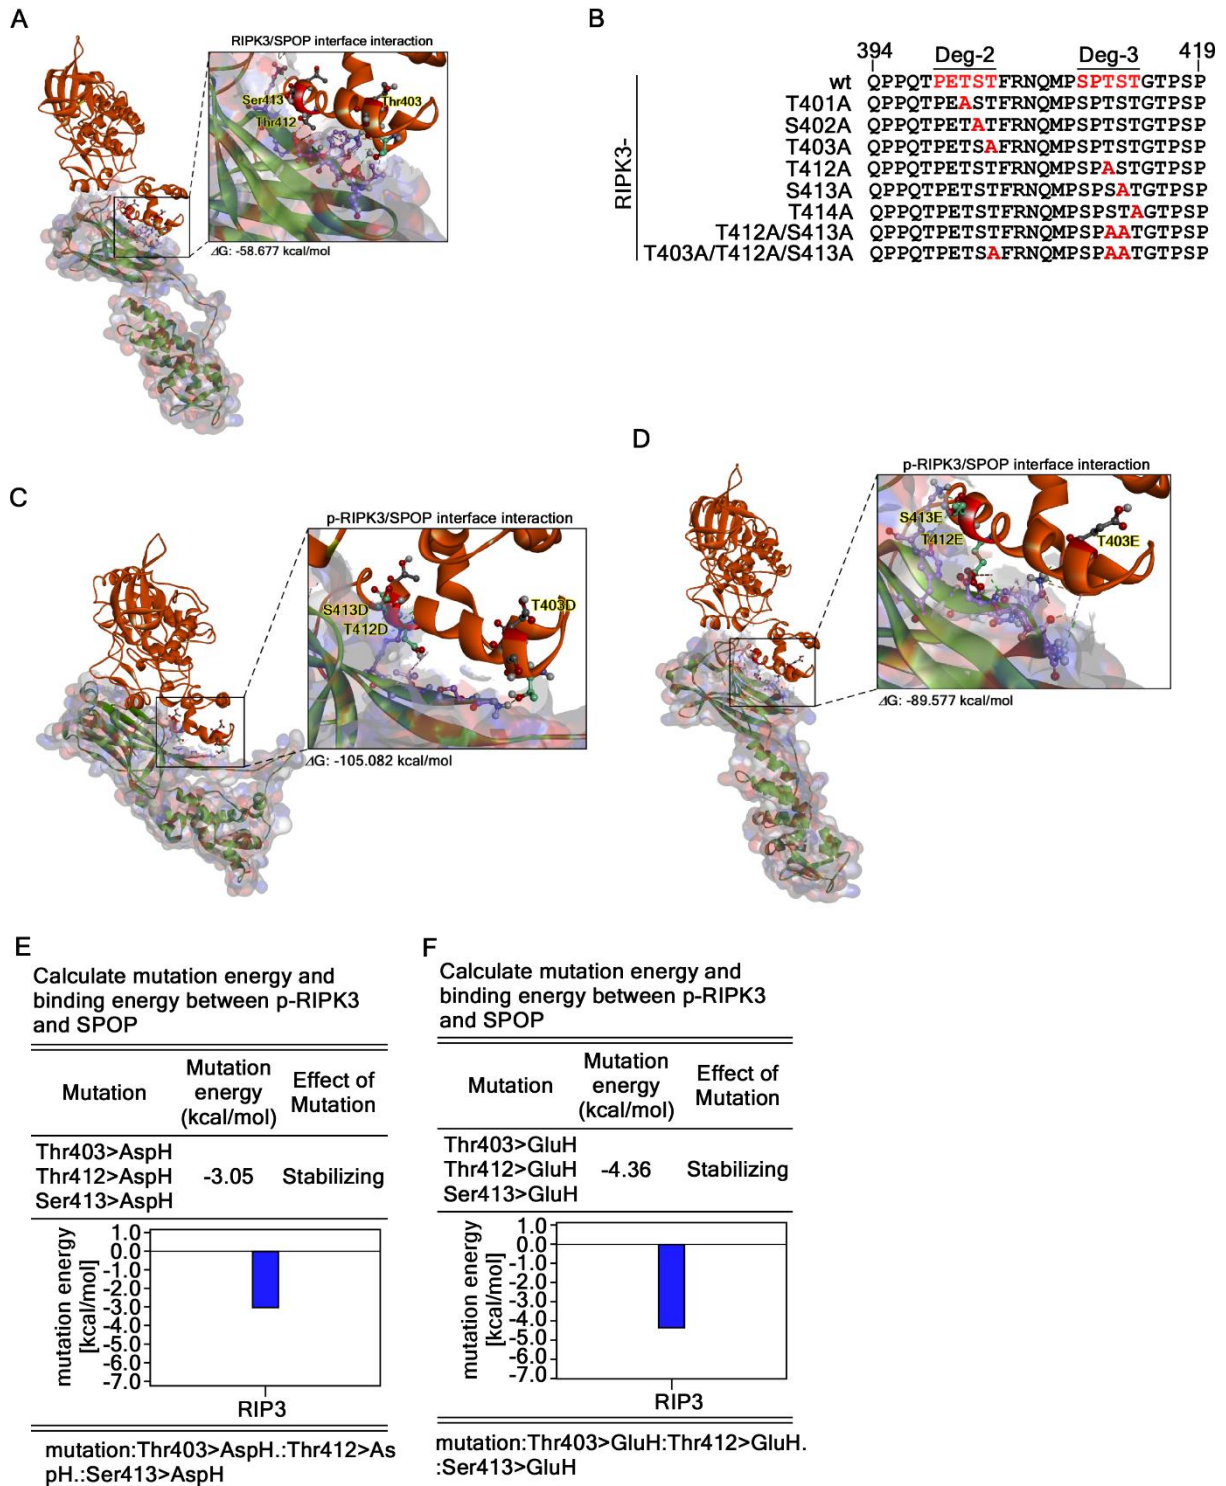 A
RIPK3/SPOP interface interaction
Ser413
Thr412
Thr403
ΔG: -58.677 kcal/mol
B
394
419
Deg-2
Deg-3
RIPK3-
wt QPPQTPETSTFRNQMPSPTSTGTPSP
T401A QPPQTPEASTFRNQMPSPTSTGTPSP
S402A QPPQTPETATFRNQMPSPTSTGTPSP
T403A QPPQTPETSAFRNQMPSPTSTGTPSP
T412A QPPQTPETSTFRNQMPSPASTGTPSP
S413A QPPQTPETSTFRNQMPSPSATGTPSP
T414A QPPQTPETSTFRNQMPSPSTAGTPSP
T412A/S413A QPPQTPETSTFRNQMPSPAATGTPSP
T403A/T412A/S413A QPPQTPETSAFRNQMPSPAATGTPSP
C
p-RIPK3/SPOP interface interaction
S413D
T412D
T403D
ΔG: -105.082 kcal/mol
D
p-RIPK3/SPOP interface interaction
S413E
T412E
T403E
ΔG: -89.577 kcal/mol
E
Calculate mutation energy and
binding energy between p-RIPK3
and SPOP
Mutation
Mutation
energy
(kcal/mol)
Effect of
Mutation
Thr403>AspH
Thr412>AspH -3.05 Stabilizing
Ser413>AspH
mutation energy
[kcal/mol]
1.0
0.0
-1.0
-2.0
-3.0
-4.0
-5.0
-6.0
-7.0
RIP3
mutation:Thr403>AspH.:Thr412>As
pH.:Ser413>AspH
F
Calculate mutation energy and
binding energy between p-RIPK3
and SPOP
Mutation
Mutation
energy
(kcal/mol)
Effect of
Mutation
Thr403>GluH
Thr412>GluH -4.36 Stabilizing
Ser413>GluH
mutation energy
[kcal/mol]
1.0
0.0
-1.0
-2.0
-3.0
-4.0
-5.0
-6.0
-7.0
RIP3
mutation:Thr403>GluH:Thr412>GluH.
:Ser413>GluH